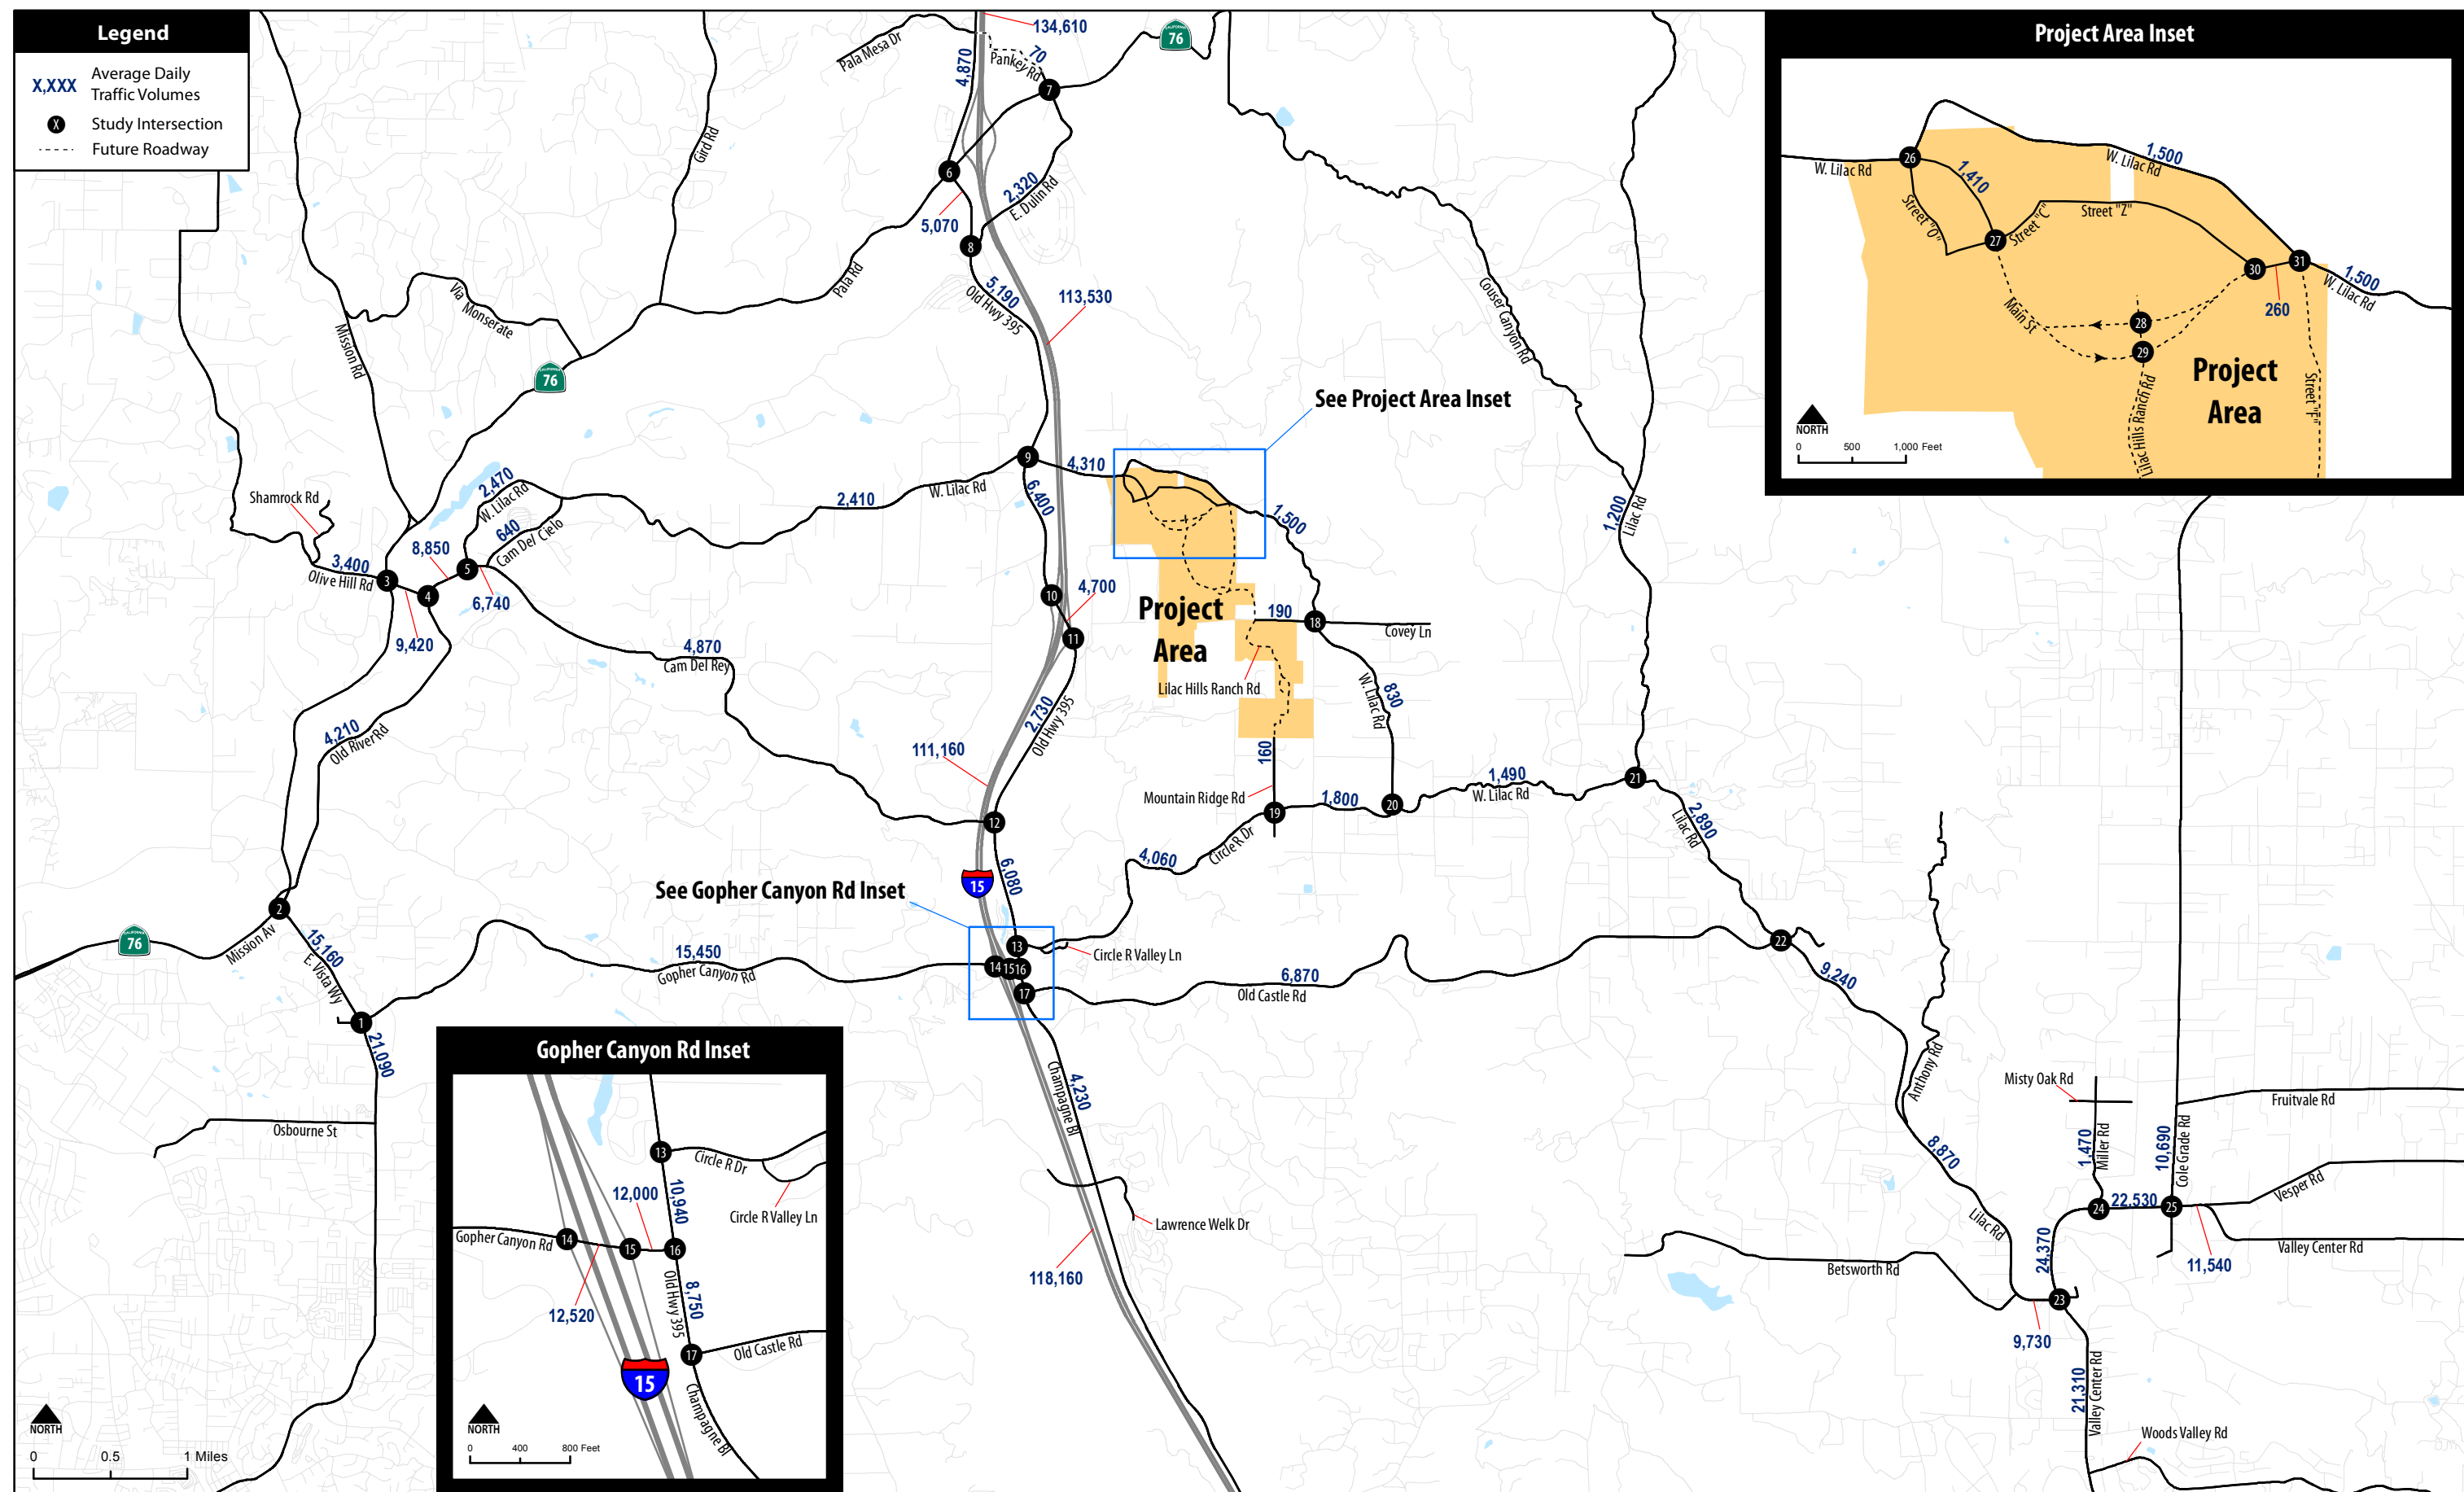 Legend
X,XXX
Average Daily
Traffic Volumes
X
Study Intersection
Future Roadway
134,610
70
76
Pala Mesa Dr
Pankey Rd
4,870
7
Gird Rd
6
2,320
E. Dulin Rd
5,070
8
Pala Rd
5,190
Old Hwy 395
113,530
Via Monserate
Mission Rd
76
Couser Canyon Rd
See Project Area Inset
9
4,310
2,470
W. Lilac Rd
2,410
W. Lilac Rd
6,400
1,500
1,200
Lilac Rd
Shamrock Rd
640
Cam Del Cielo
8,850
3,400
Olive Hill Rd
3
4
5
6,740
9,420
10
4,700
11
Project
Area
190
18
Covey Ln
4,870
Cam Del Rey
Lilac Hills Ranch Rd
W. Lilac Rd
830
4,210
Old River Rd
2,730
Old Hwy 395
111,160
160
Mountain Ridge Rd
19
1,800
20
1,490
W. Lilac Rd
21
2,890
Lilac Rd
12
6,080
4,060
Circle R Dr
15
See Gopher Canyon Rd Inset
2
76
Mission Av
15,160
E. Vista Wy
15,450
Gopher Canyon Rd
13
14
15
16
17
Circle R Valley Ln
6,870
Old Castle Rd
22
9,240
1
21,090
Osbourne St
Champagne Bl
4,230
Lawrence Welk Dr
118,160
Anthony Rd
Misty Oak Rd
Fruitvale Rd
1,470
Miller Rd
10,690
Cole Grade Rd
8,870
Lilac Rd
24
22,530
25
Vesper Rd
Valley Center Rd
11,540
24,370
Betsworth Rd
23
9,730
21,310
Valley Center Rd
Woods Valley Rd
NORTH
0
0.5
1 Miles
Gopher Canyon Rd Inset
13
Circle R Dr
Circle R Valley Ln
12,000
10,940
Gopher Canyon Rd
14
15
16
12,520
Old Hwy 395
8,750
17
Old Castle Rd
15
Champagne Bl
NORTH
0
400
800 Feet
Project Area Inset
W. Lilac Rd
26
1,410
W. Lilac Rd
1,500
Street "O"
27
Street "C"
Street "Z"
30
31
1,500
W. Lilac Rd
260
Main St
28
29
Lilac Hills Ranch Rd
Project
Area
Street "F"
NORTH
0
500
1,000 Feet